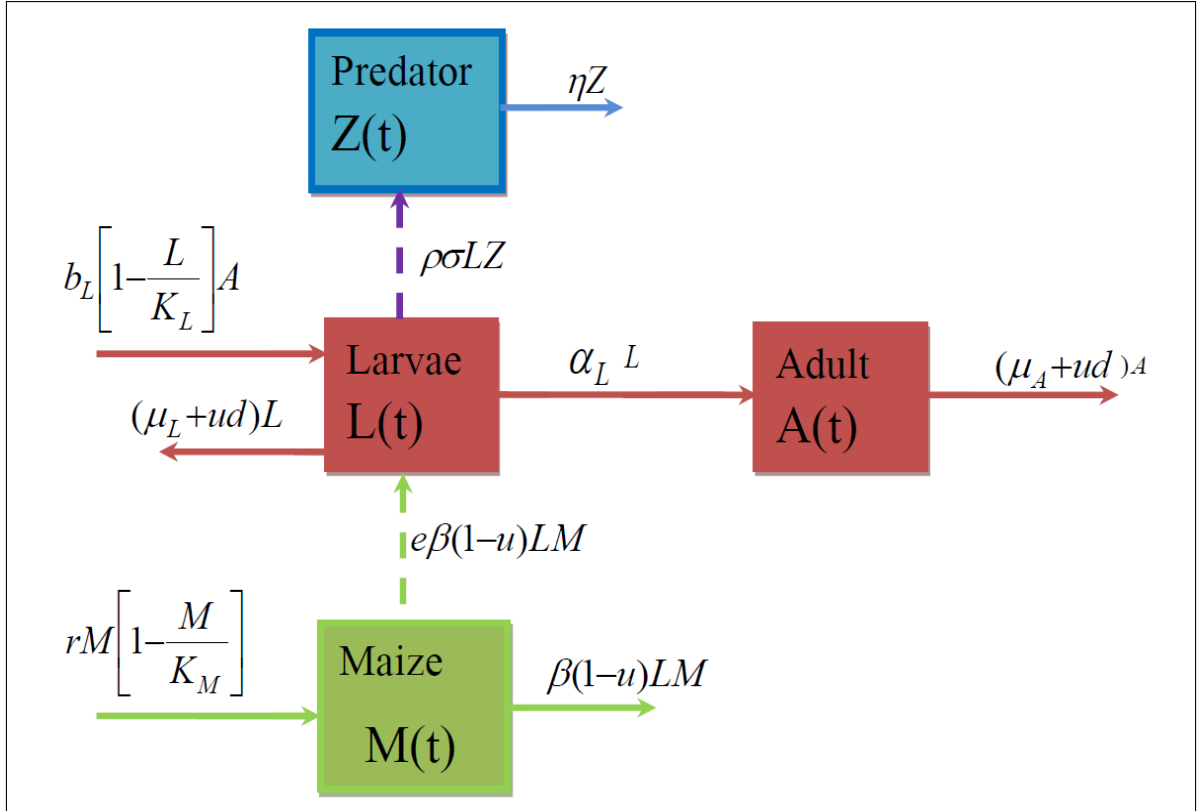 Predator
Z(t)
ηZ
ρσLZ
b_L[1-L/K_L]A
Larvae
L(t)
(μ_L+ud)L
α_L L
Adult
A(t)
(μ_A+ud)A
eβ(1-u)LM
rM[1-M/K_M]
Maize
M(t)
β(1-u)LM